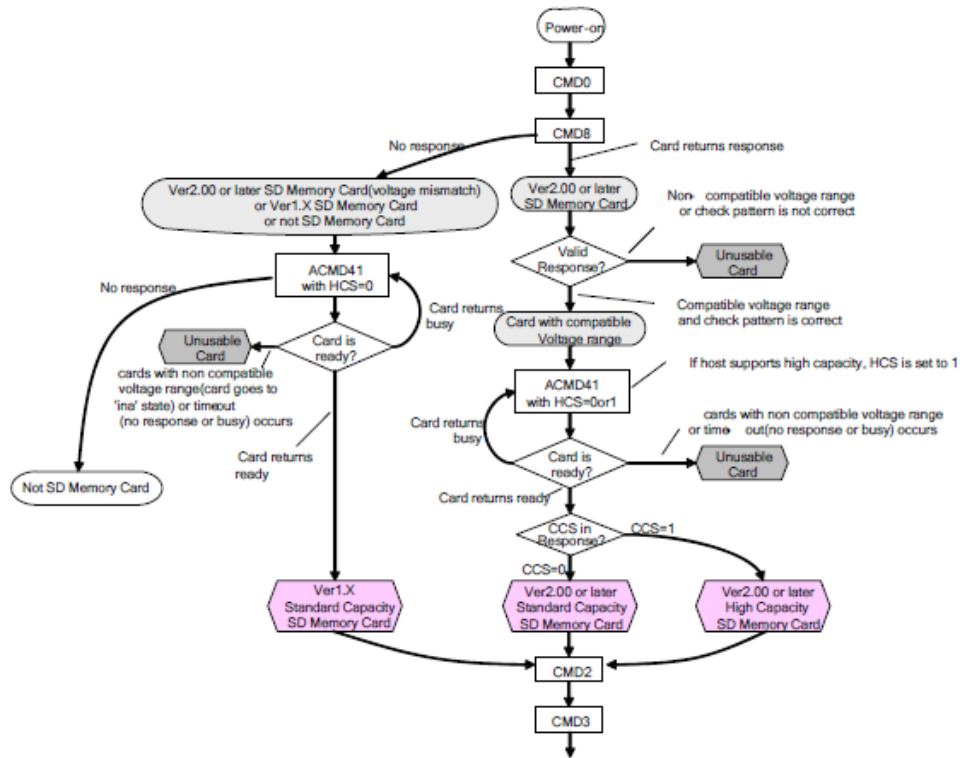 Power-on
CMD0
CMD8
No response
Card returns response
Ver2.00 or later SD Memory Card(voltage mismatch)
or Ver1.X SD Memory Card
or not SD Memory Card
Ver2.00 or later
SD Memory Card
Non- compatible voltage range
or check pattern is not correct
Valid
Response?
Unusable
Card
ACMD41
with HCS=0
No response
Card returns
busy
Compatible voltage range
and check pattern is correct
Card with compatible
Voltage range
Unusable
Card
Card is
ready?
cards with non compatible
voltage range(card goes to
'ina' state) or timeout
(no response or busy) occurs
If host supports high capacity, HCS is set to 1
ACMD41
with HCS=0or1
Card returns
busy
cards with non compatible voltage range
or time- out(no response or busy) occurs
Card is
ready?
Unusable
Card
Card returns
ready
Not SD Memory Card
Card returns ready
CCS in
Response?
CCS=1
CCS=0
Ver1.X
Standard Capacity
SD Memory Card
Ver2.00 or later
Standard Capacity
SD Memory Card
Ver2.00 or later
High Capacity
SD Memory Card
CMD2
CMD3